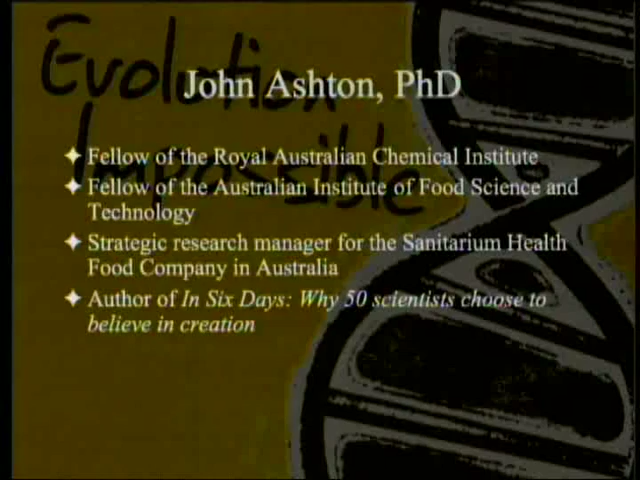 Evolution
Impossible
John Ashton, PhD
Fellow of the Royal Australian Chemical Institute
Fellow of the Australian Institute of Food Science and
Technology
Strategic research manager for the Sanitarium Health
Food Company in Australia
Author of In Six Days: Why 50 scientists choose to
believe in creation